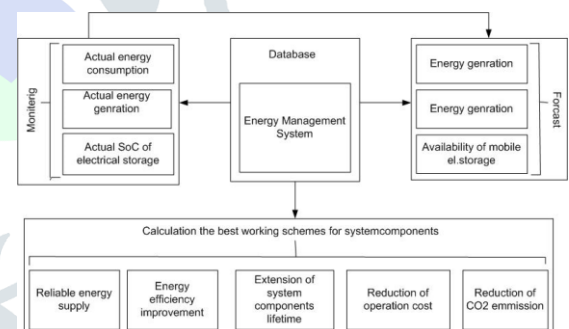 Moniterig
Actual energy
consumption
Actual energy
genration
Actual SoC of
electrical storage
Database
Energy Management
System
Energy genration
Energy genration
Availability of mobile
el.storage
Forcast
Calculation the best working schemes for systemcomponents
Reliable energy
supply
Energy
efficiency
improvement
Extension of
system
components
lifetime
Reduction of
operation cost
Reduction of
CO2 emmission